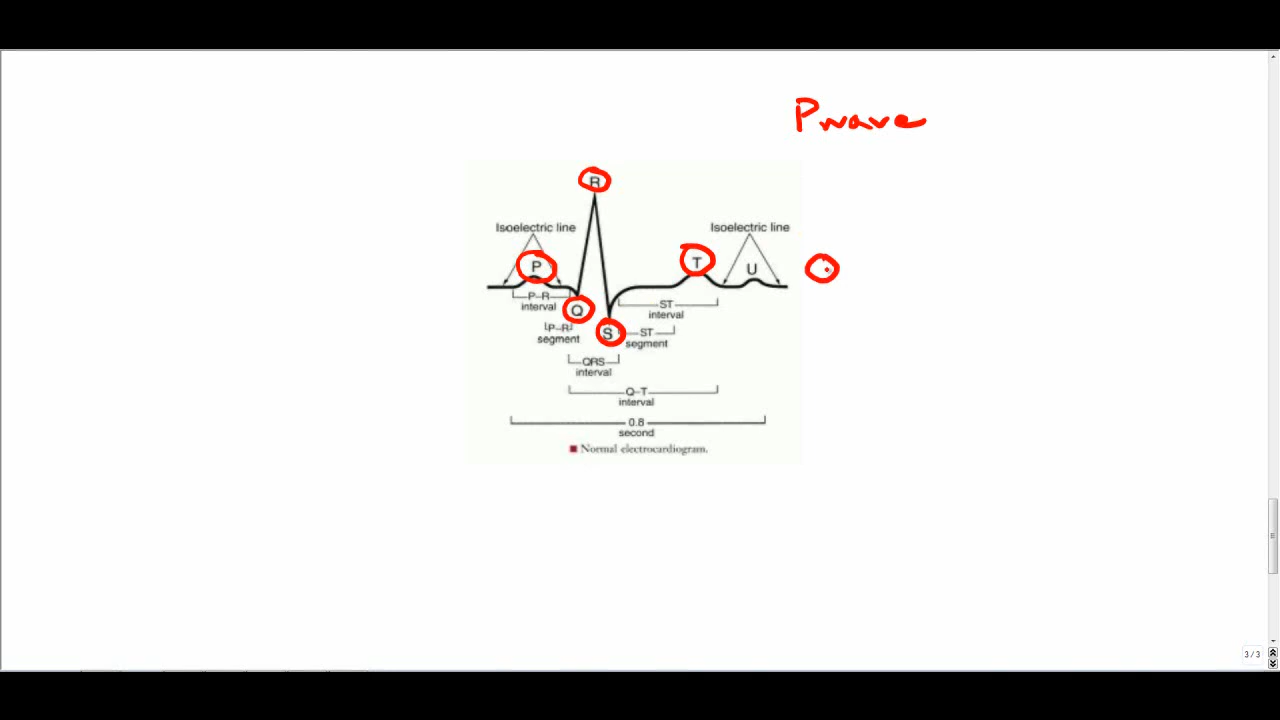 P wave
R
Isoelectric line
Isoelectric line
P
T
U
P-R
interval
Q
ST
interval
P-R
segment
S
ST
segment
QRS
interval
Q-T
interval
0.8
second
Normal electrocardiogram.
3 / 3